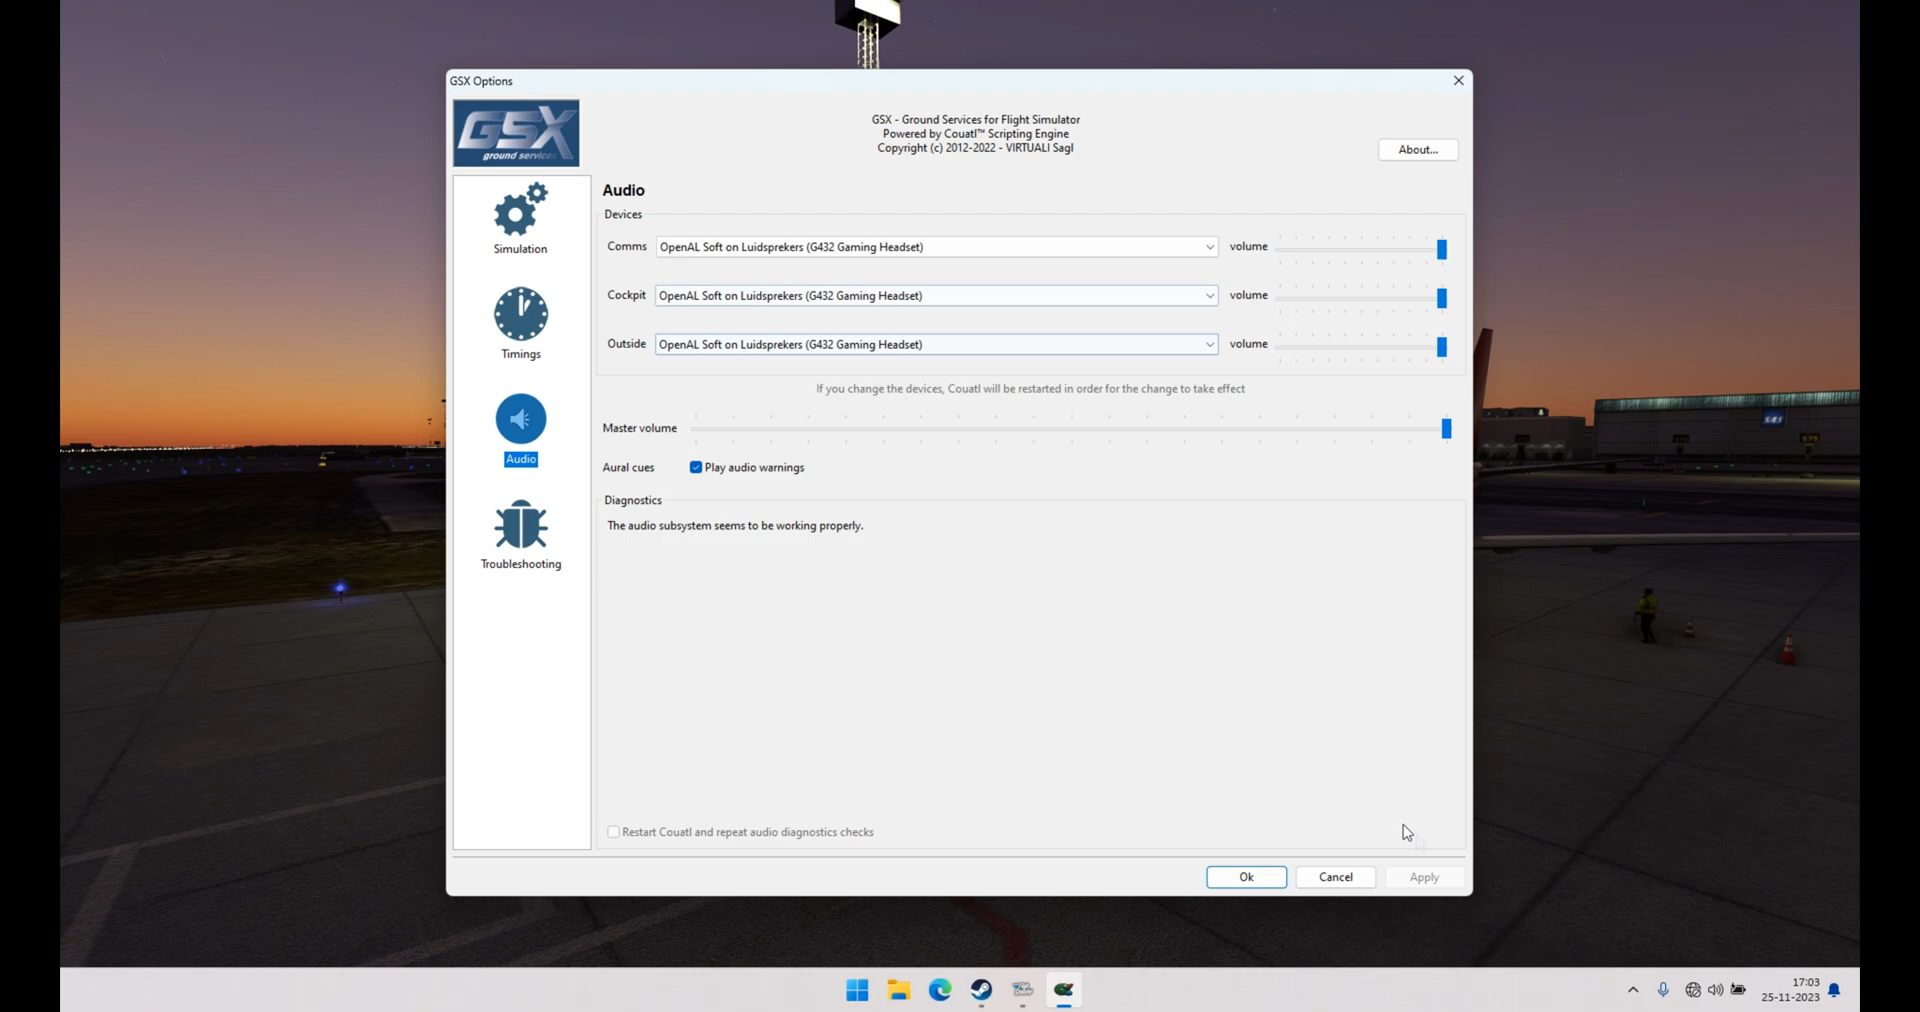 GSX Options
GSX
ground services
GSX - Ground Services for Flight Simulator
Powered by Couatl™ Scripting Engine
Copyright (c) 2012-2022 - VIRTUALI Sagl
About...
Simulation
Timings
Audio
Troubleshooting
Audio
Devices
Comms OpenAL Soft on Luidsprekers (G432 Gaming Headset) volume
Cockpit OpenAL Soft on Luidsprekers (G432 Gaming Headset) volume
Outside OpenAL Soft on Luidsprekers (G432 Gaming Headset) volume
If you change the devices, Couatl will be restarted in order for the change to take effect
Master volume
Aural cues Play audio warnings
Diagnostics
The audio subsystem seems to be working properly.
Restart Couatl and repeat audio diagnostics checks
Ok Cancel Apply
SAS
17:03
25-11-2023